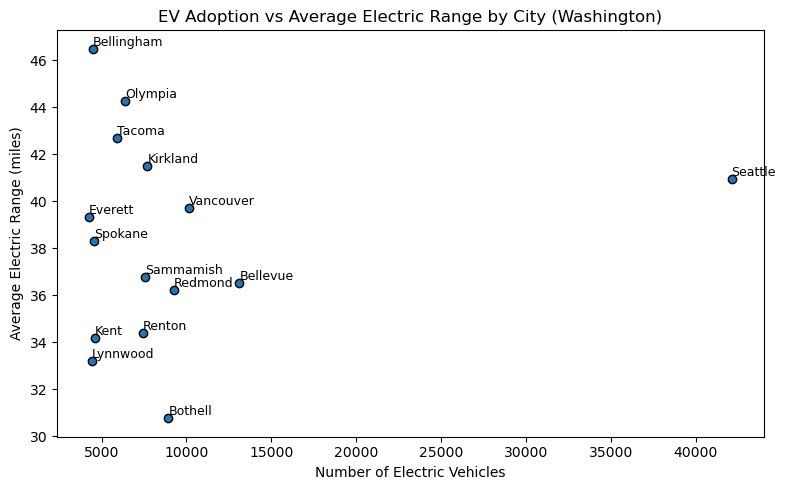 EV Adoption vs Average Electric Range by City (Washington)
Bellingham
Olympia
Tacoma
Kirkland
Seattle
Vancouver
Everett
Spokane
Sammamish
Redmond
Bellevue
Kent
Renton
Lynnwood
Bothell
46
44
42
40
38
36
34
32
30
Average Electric Range (miles)
5000 10000 15000 20000 25000 30000 35000 40000
Number of Electric Vehicles